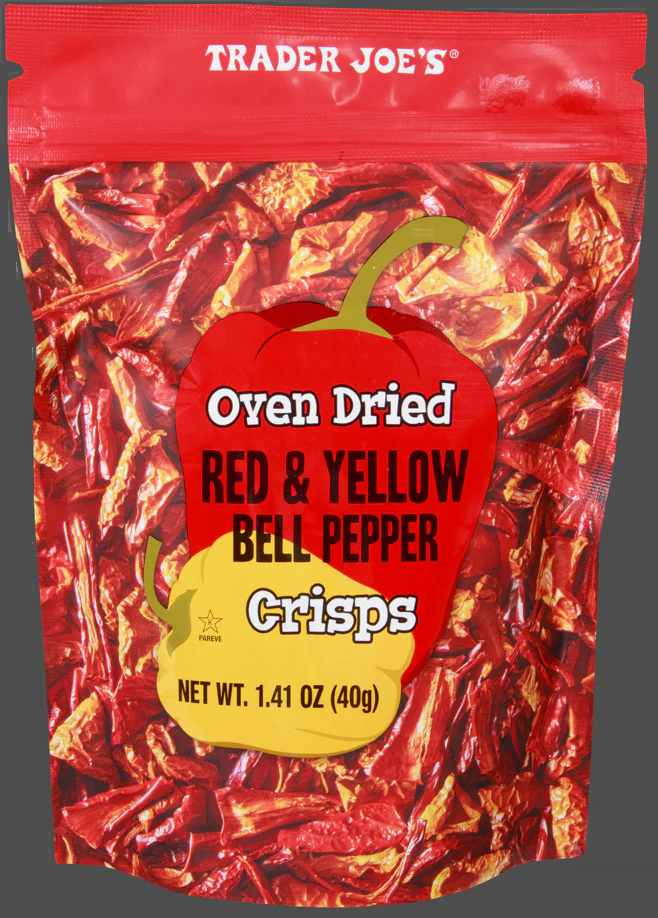 TRADER JOE'S®
Oven Dried
RED & YELLOW
BELL PEPPER
Crisps
K
PAREVE
NET WT. 1.41 OZ (40g)